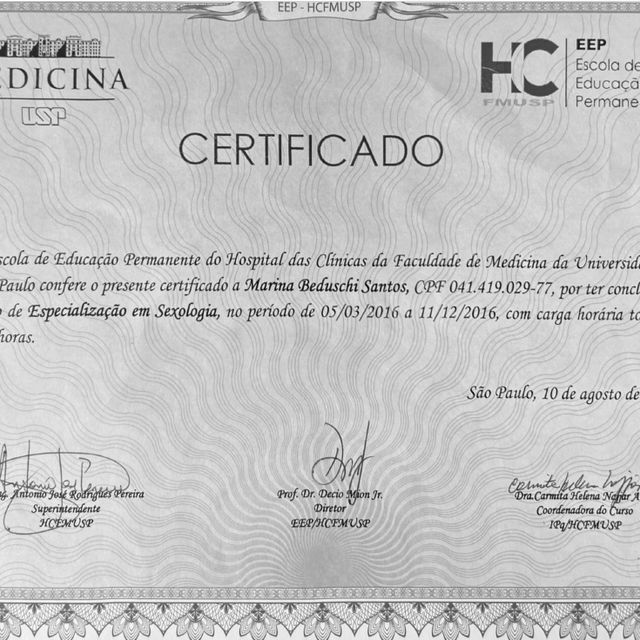 EEP - HCFMUSP
EDICINA
USP
HC
FMUSP
EEP
Escola de
Educaçã
Permane
CERTIFICADO
scola de Educação Permanente do Hospital das Clínicas da Faculdade de Medicina da Universida
Paulo confere o presente certificado a Marina Beduschi Santos, CPF 041.419.029-77, por ter concl
o de Especialização em Sexologia, no período de 05/03/2016 a 11/12/2016, com carga horária to
horas.
São Paulo, 10 de agosto de
ng. Antonio José Rodrigues Pereira
Superintendente
HCFMUSP
Prof. Dr. Decio Mion Jr.
Diretor
EEP/HCFMUSP
Dra.Carmita Helena Najjar A
Coordenadora do Curso
IPq/HCFMUSP